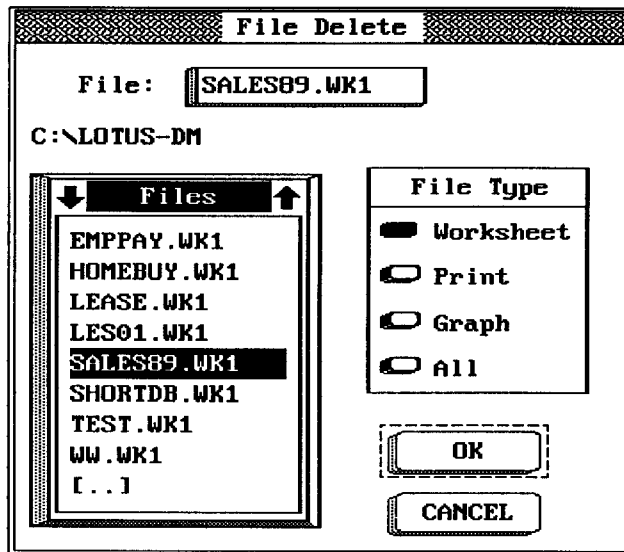 File Delete
File: SALES89.WK1
C:\LOTUS-DM
Files
EMPPAY.WK1
HOMEBUY.WK1
LEASE.WK1
LES01.WK1
SALES89.WK1
SHORTDB.WK1
TEST.WK1
WW.WK1
[..]
File Type
Worksheet
Print
Graph
All
OK
CANCEL